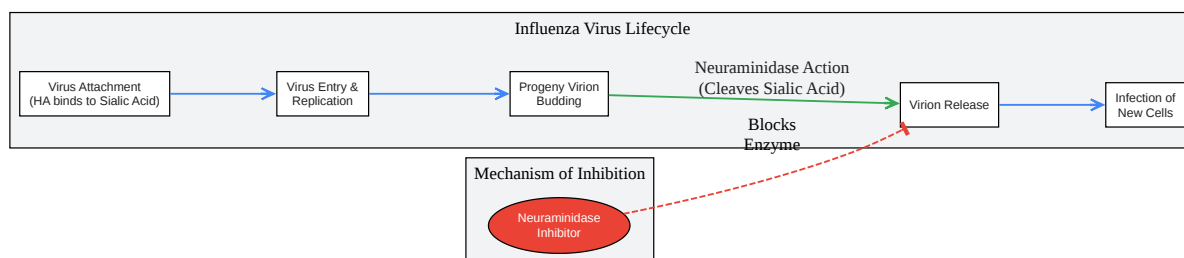 Influenza Virus Lifecycle
Virus Attachment
(HA binds to Sialic Acid)
Virus Entry &
Replication
Progeny Virion
Budding
Neuraminidase Action
(Cleaves Sialic Acid)
Virion Release
Infection of
New Cells
Blocks
Enzyme
Mechanism of Inhibition
Neuraminidase
Inhibitor